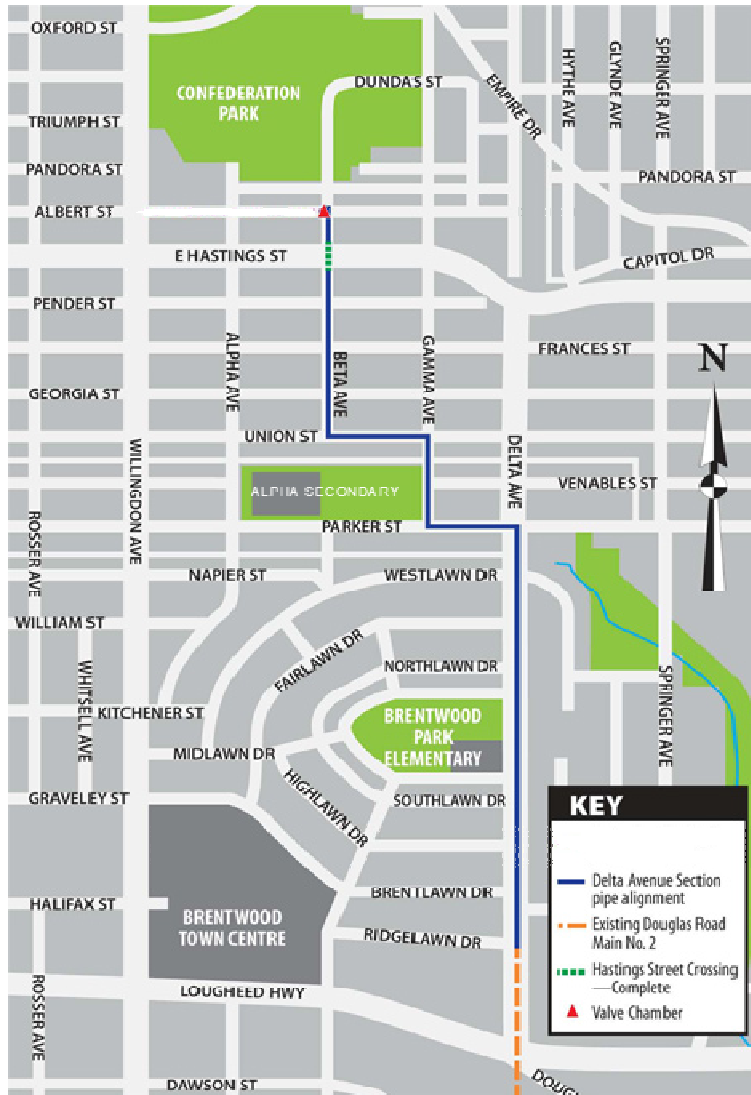 OXFORD ST
CONFEDERATION
PARK
DUNDAS ST
EMPIRE DR
HYTHE AVE
GLYNDE AVE
SPRINGER AVE
TRIUMPH ST
PANDORA ST
PANDORA ST
ALBERT ST
E HASTINGS ST
CAPITOL DR
PENDER ST
ALPHA AVE
BETA AVE
GAMMA AVE
FRANCES ST
N
GEORGIA ST
UNION ST
WILLINGDON AVE
DELTA AVE
ALPHA SECONDARY
VENABLES ST
ROSSER AVE
PARKER ST
NAPIER ST
WESTLAWN DR
WILLIAM ST
FAIRLAWN DR
NORTHLAWN DR
WHITSELL AVE
SPRINGER AVE
KITCHENER ST
BRENTWOOD
PARK
ELEMENTARY
MIDLAWN DR
HIGHLAWN DR
GRAVELEY ST
SOUTHLAWN DR
KEY
Delta Avenue Section
pipe alignment
Existing Douglas Road
Main No. 2
Hastings Street Crossing
—Complete
Valve Chamber
BRENTLAWN DR
HALIFAX ST
BRENTWOOD
TOWN CENTRE
RIDGELAWN DR
ROSSER AVE
LOUGHEED HWY
DAWSON ST
DOUG